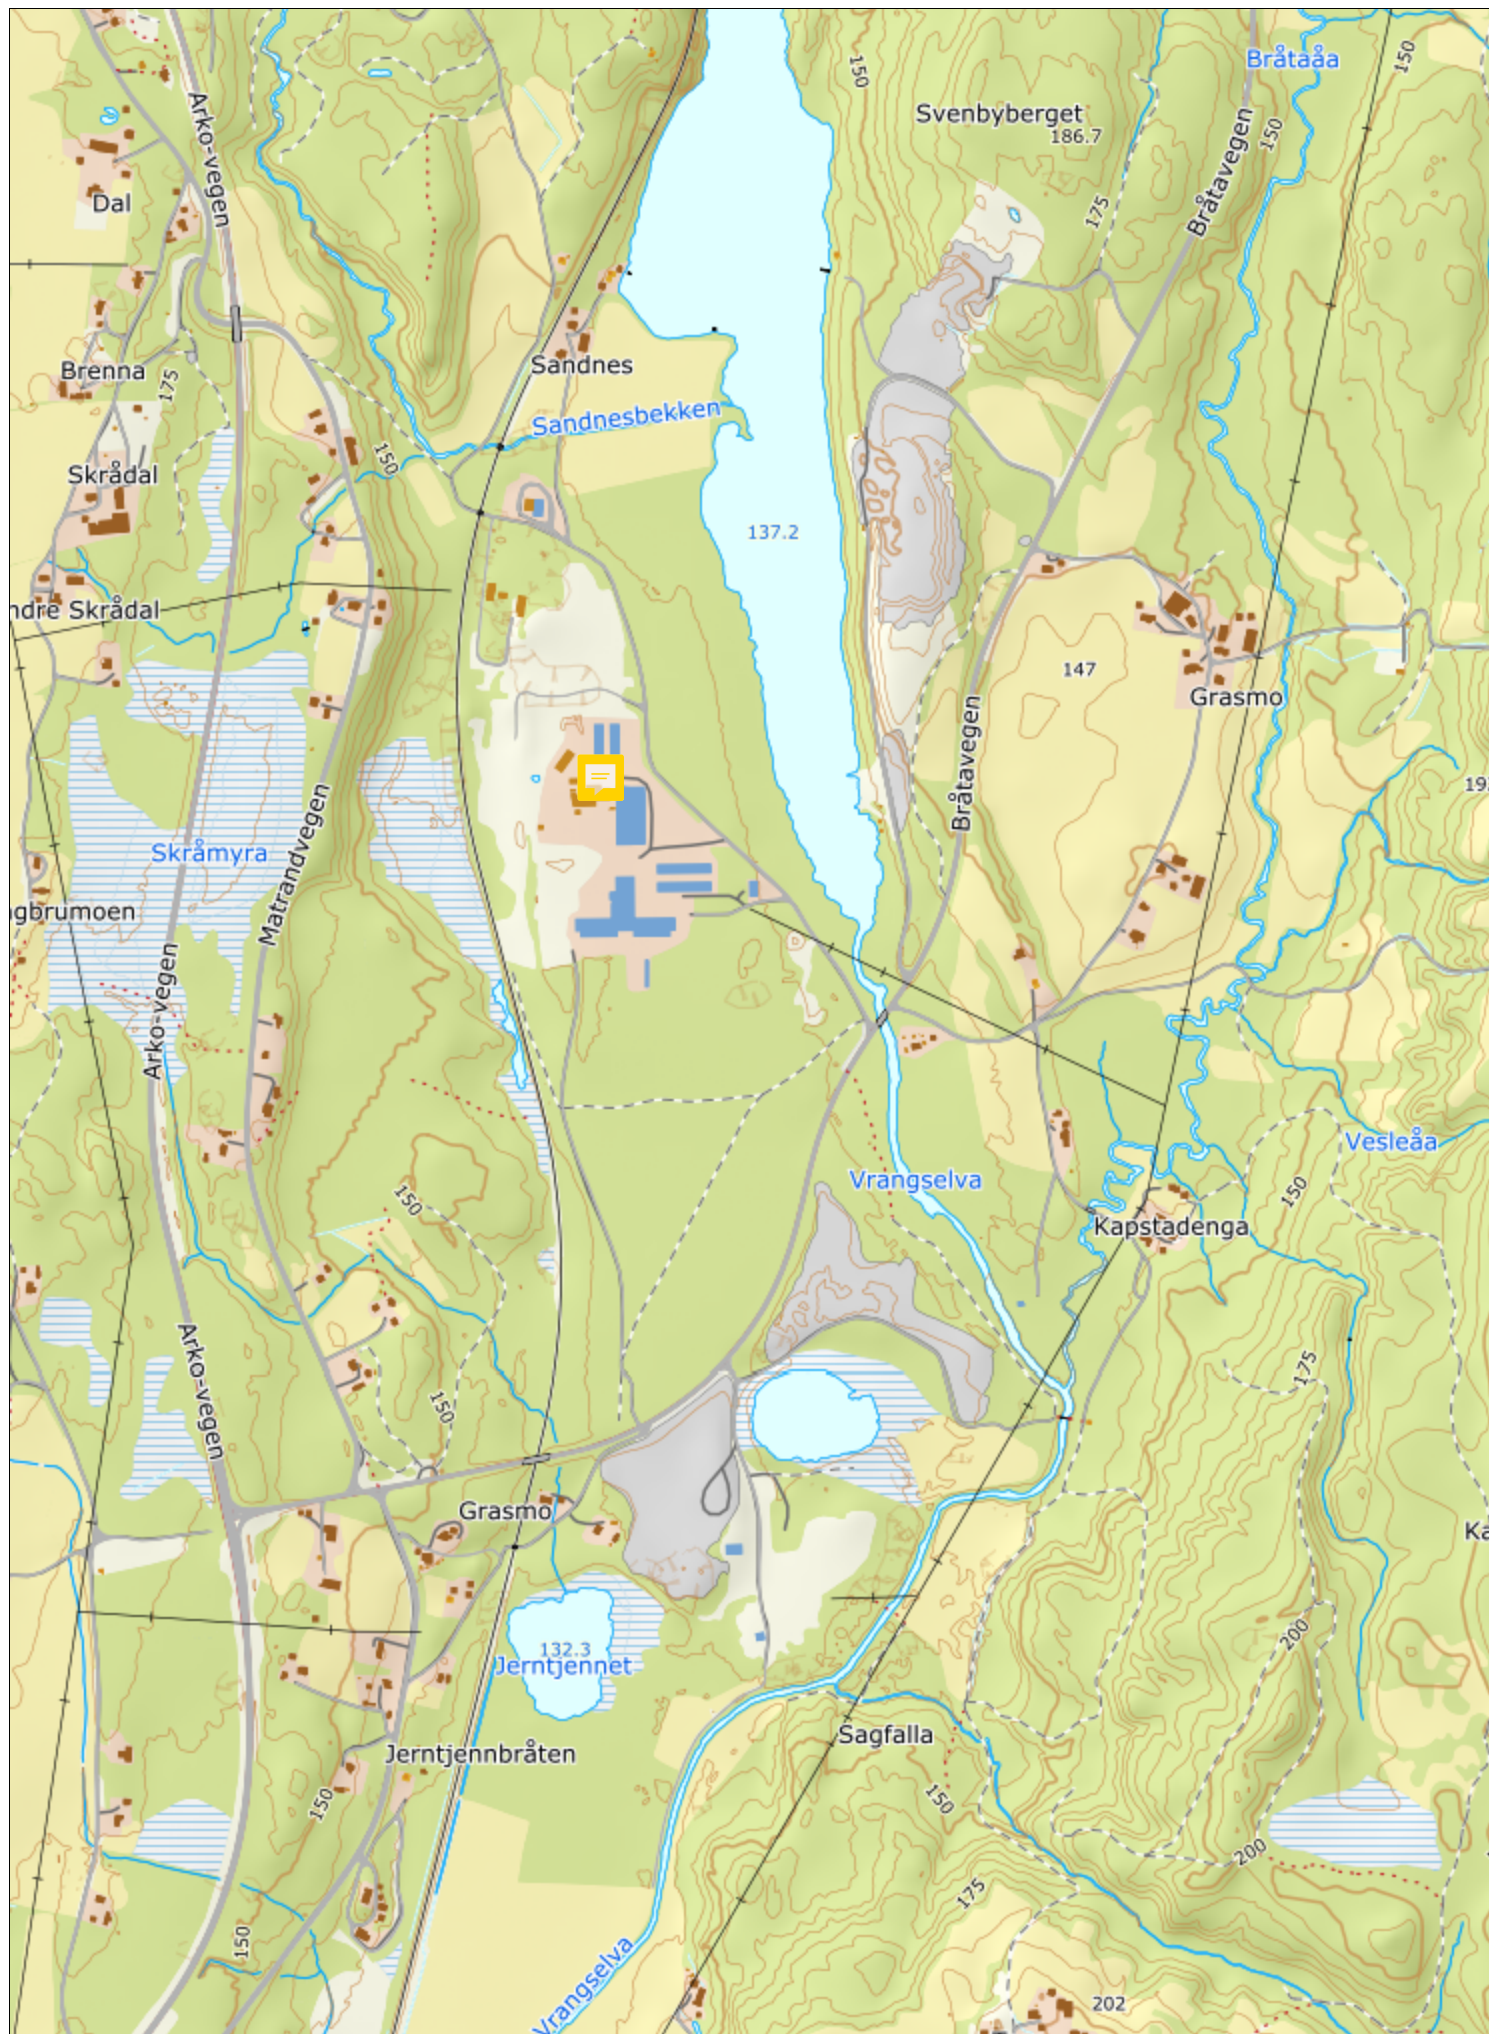 Bråtaåa
150
150
Arko-vegen
Svenbyberget
186.7
Bråtavegen
150
Dal
175
Sandnes
Brenna
175
Sandnesbekken
150
Skrådal
137.2
ndre Skrådal
147
Grasmo
Bråtavegen
Matrandvegen
Skråmyra
gbrumoen
Arko-vegen
Vesleåa
Vrangselva
150
150
Kapstadenga
Arko-vegen
175
150
Grasmo
Ka
200
132.3
Jerntjennet
Sagfalla
Jerntjennbråten
150
150
200
175
150
Vrangselva
202